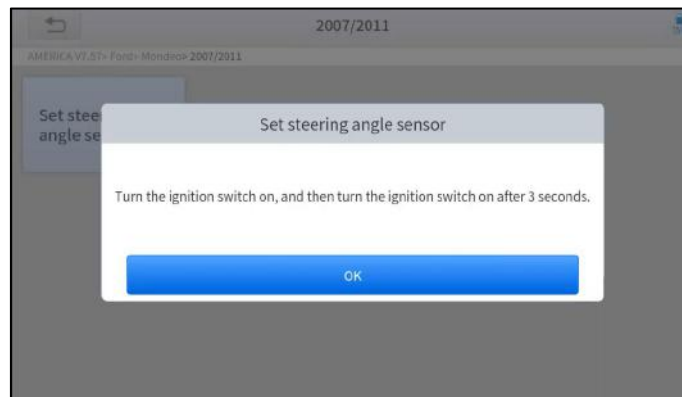 2007/2011
AMERICA V7.57> Ford> Mondeo> 2007/2011
Set stee
angle se
Set steering angle sensor
Turn the ignition switch on, and then turn the ignition switch on after 3 seconds.
OK